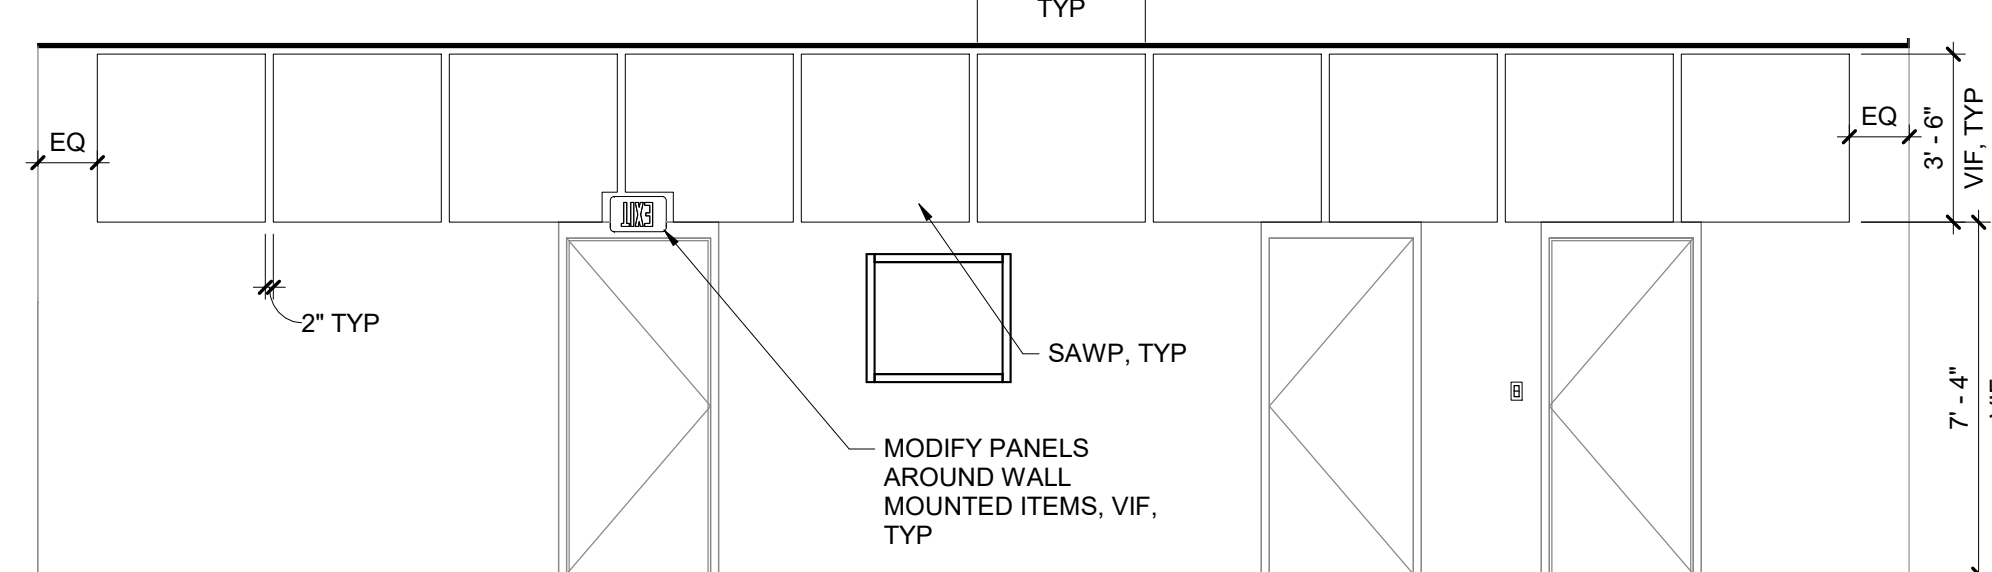 TYP
EQ
EQ
3' - 6"
VIF, TYP
EXIT
2" TYP
SAWP, TYP
7' - 4"
MODIFY PANELS
AROUND WALL
MOUNTED ITEMS, VIF,
TYP